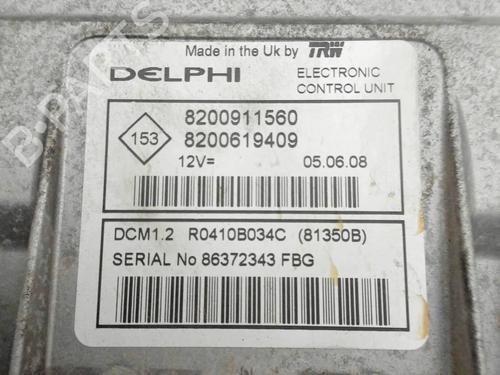 Made in the Uk by TRW
DELPHI ELECTRONIC
CONTROL UNIT
153
8200911560
8200619409
12V= 05.06.08
DCM1.2 R0410B034C (81350B)
SERIAL No 86372343 FBG
B-PARTS